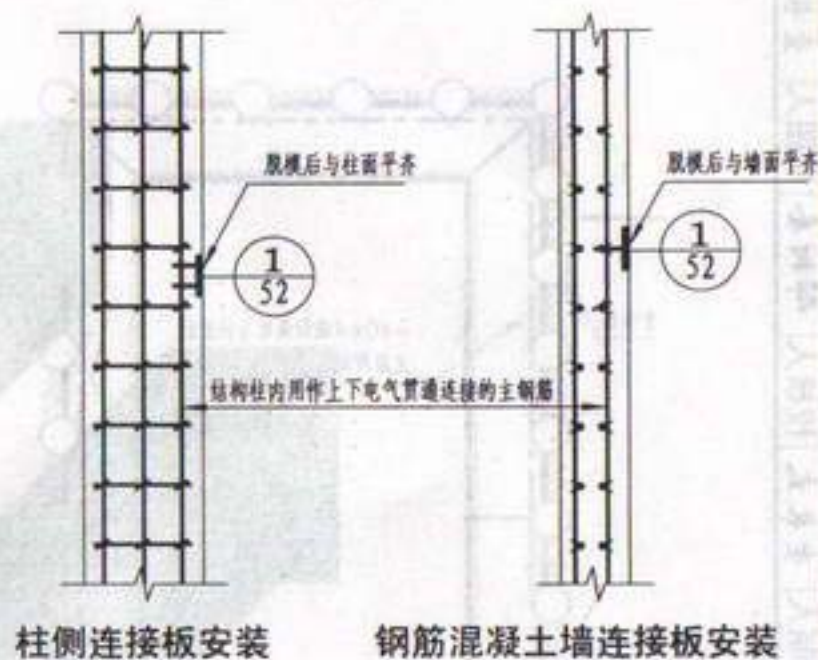 脱模后与柱面平齐
脱模后与墙面平齐
1
52
1
52
结构柱内用作上下电气贯通连接的主钢筋
柱侧连接板安装
钢筋混凝土墙连接板安装